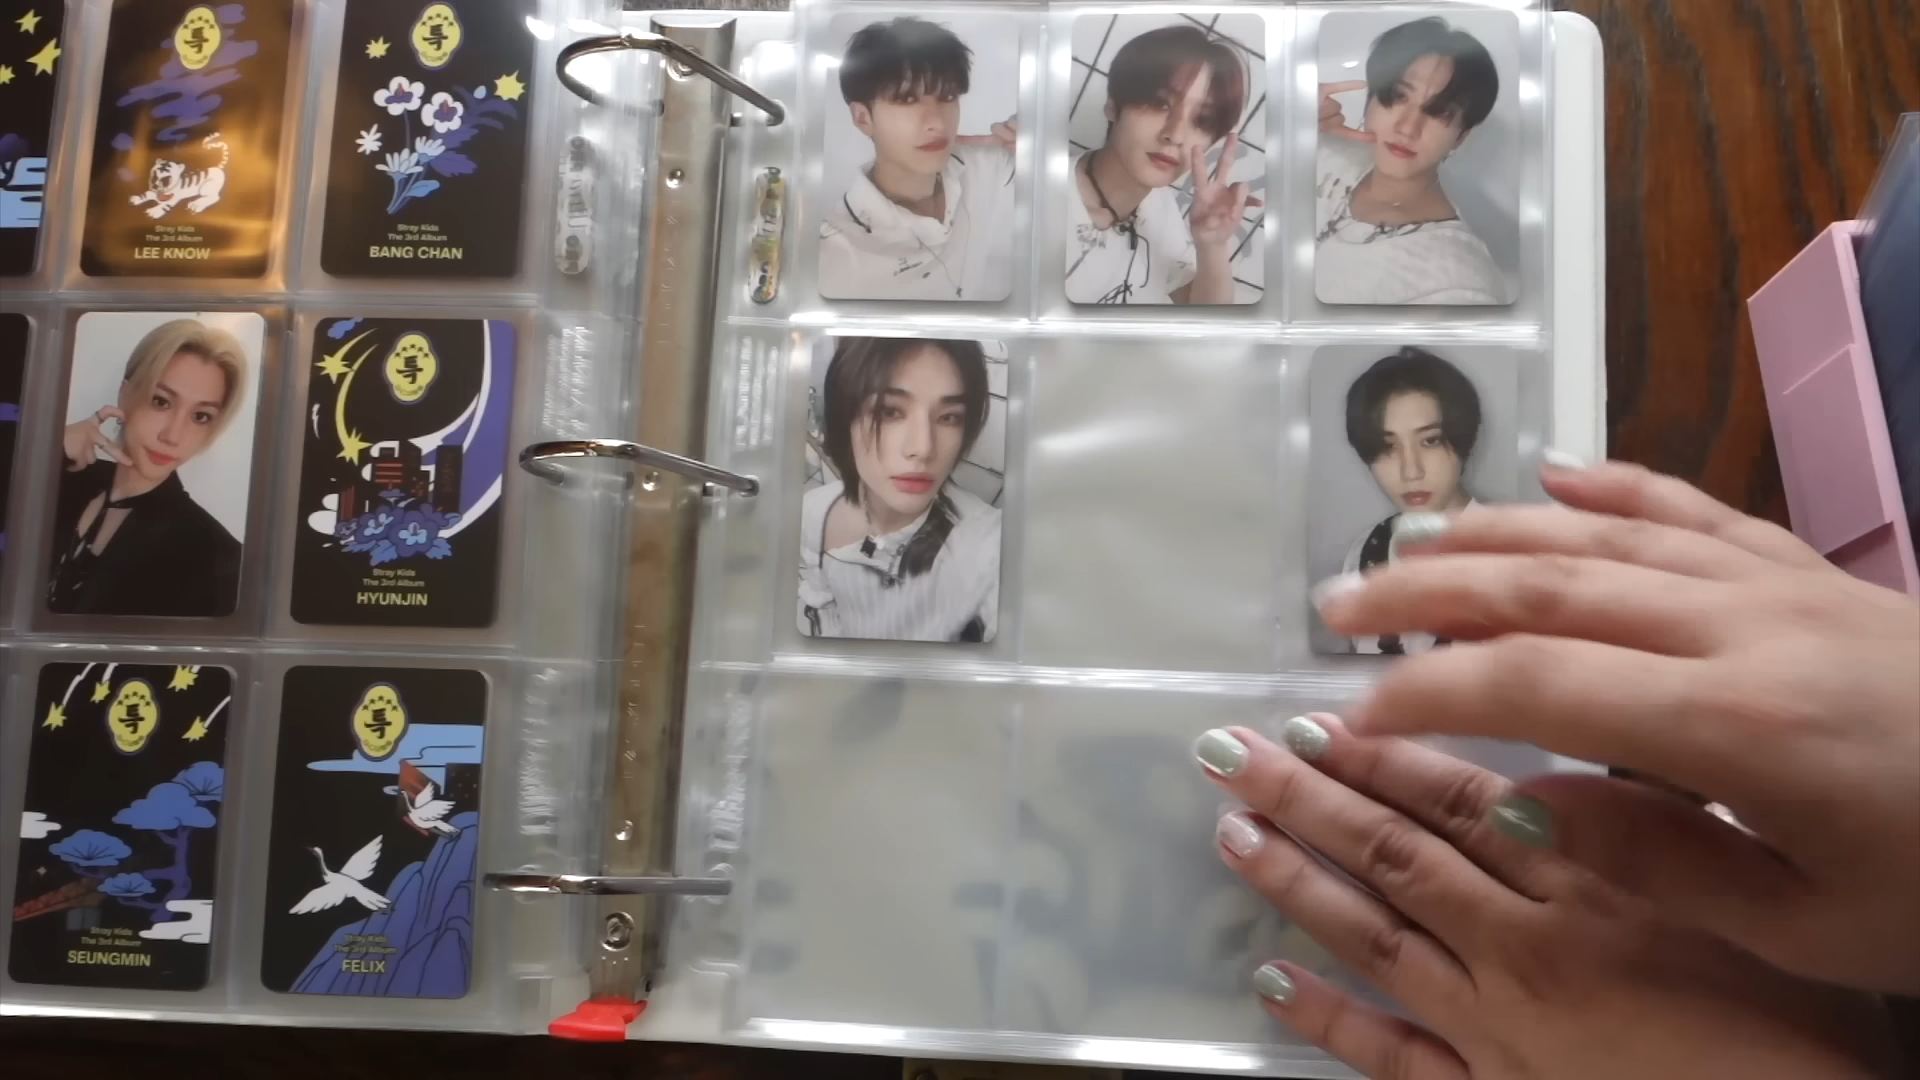 특
Stray Kids
The 3rd Album
LEE KNOW
특
Stray Kids
The 3rd Album
BANG CHAN
특
Stray Kids
The 3rd Album
HYUNJIN
특
Stray Kids
The 3rd Album
SEUNGMIN
특
Stray Kids
The 3rd Album
FELIX